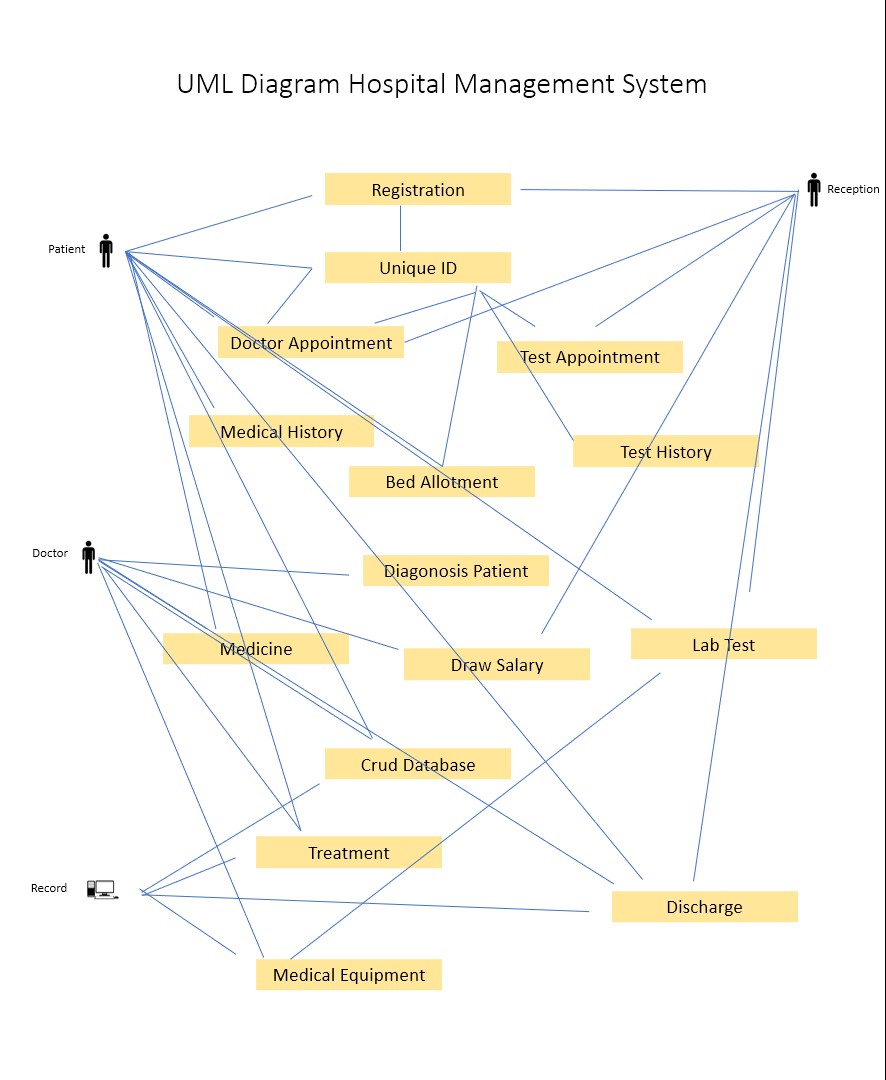 UML Diagram Hospital Management System
Registration
Reception
Patient
Unique ID
Doctor Appointment
Test Appointment
Medical History
Test History
Bed Allotment
Doctor
Diagonosis Patient
Medicine
Draw Salary
Lab Test
Crud Database
Treatment
Record
Discharge
Medical Equipment